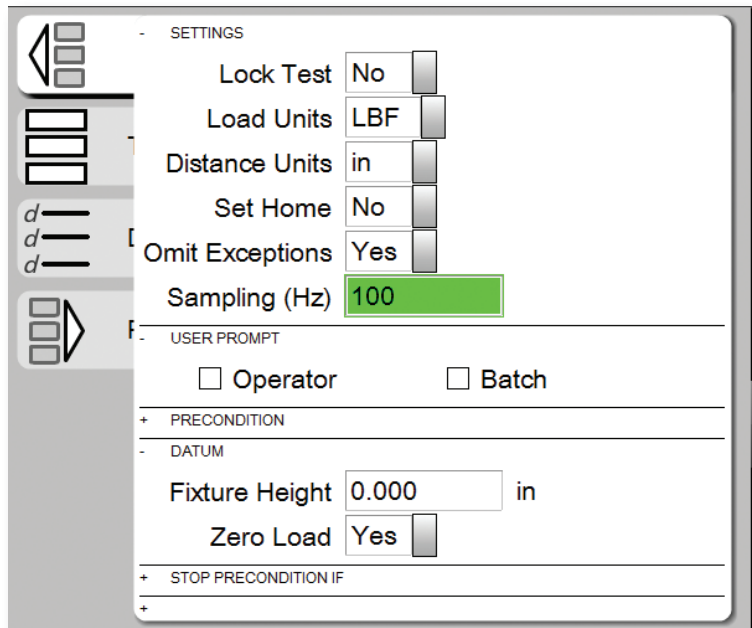 - SETTINGS
Lock Test No
Load Units LBF
Distance Units in
Set Home No
Omit Exceptions Yes
Sampling (Hz) 100
- USER PROMPT
Operator Batch
+ PRECONDITION
- DATUM
Fixture Height 0.000 in
Zero Load Yes
+ STOP PRECONDITION IF
+
d
d
d